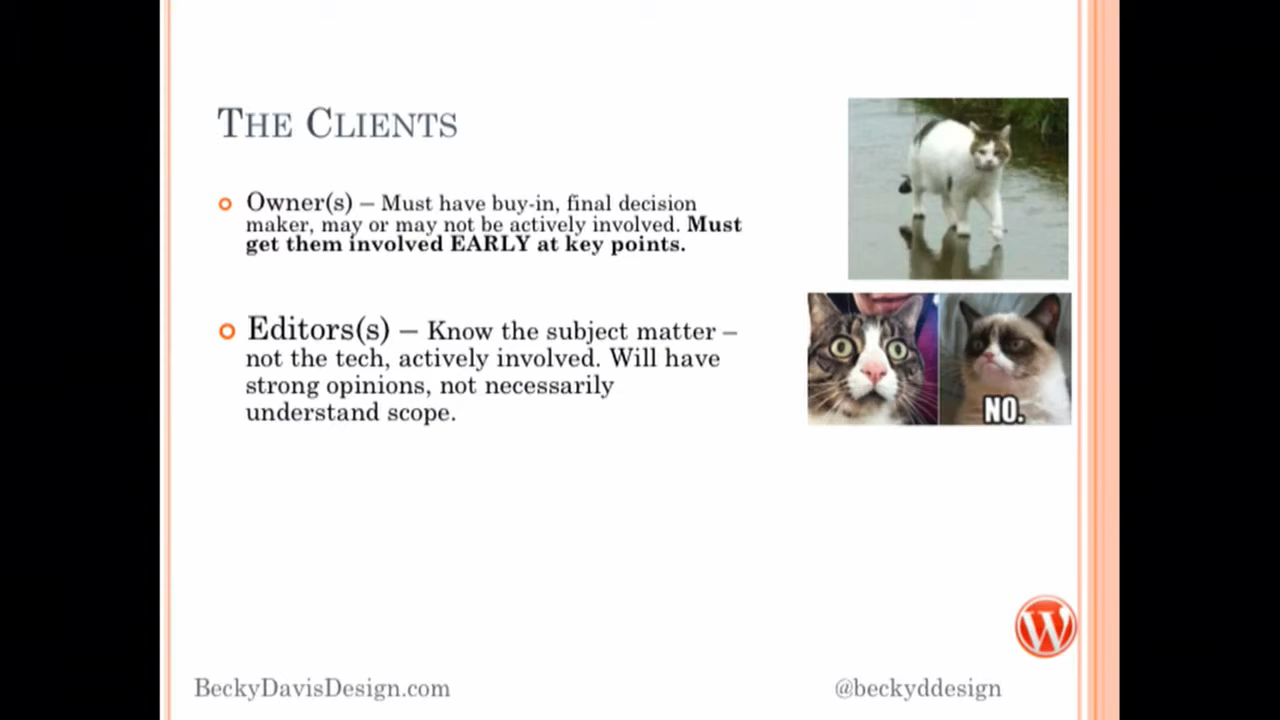 THE CLIENTS
Owner(s) – Must have buy-in, final decision
maker, may or may not be actively involved. Must
get them involved EARLY at key points.
Editors(s) – Know the subject matter –
not the tech, actively involved. Will have
strong opinions, not necessarily
understand scope.
NO.
W
BeckyDavisDesign.com
@beckyddesign